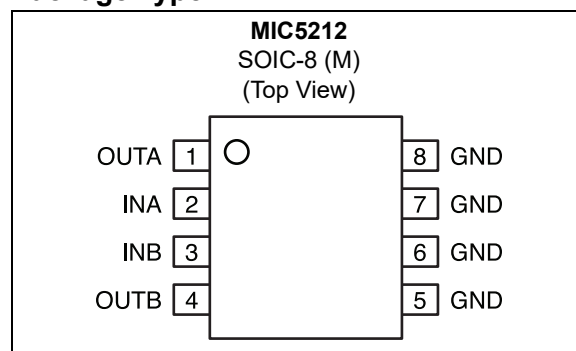 MIC5212
SOIC-8 (M)
(Top View)
OUTA 1 8 GND
INA 2 7 GND
INB 3 6 GND
OUTB 4 5 GND